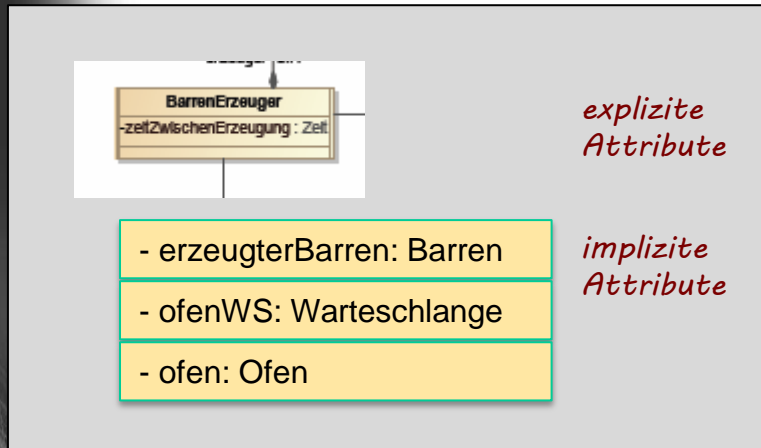 BarrenErzeuger
-zeitZwischenErzeugung : Zeit
explizite
Attribute
- erzeugterBarren: Barren
- ofenWS: Warteschlange
- ofen: Ofen
implizite
Attribute